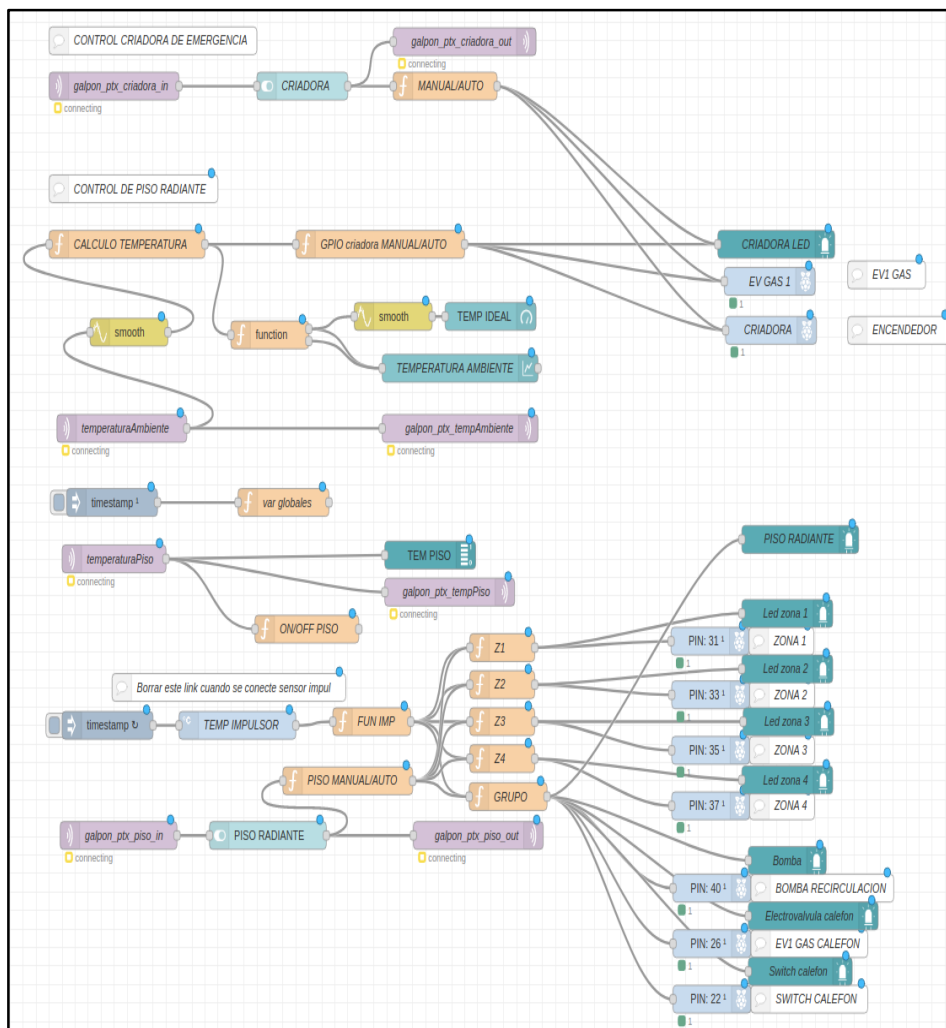 CONTROL CRIADORA DE EMERGENCIA
galpon_ptx_criadora_out
connecting
galpon_ptx_criadora_in
connecting
CRIADORA
MANUAL/AUTO
CONTROL DE PISO RADIANTE
CALCULO TEMPERATURA
GPIO criadora MANUAL/AUTO
CRIADORA LED
EV GAS 1
1
EV1 GAS
smooth
function
smooth
TEMP IDEAL
CRIADORA
1
ENCENDEDOR
TEMPERATURA AMBIENTE
temperaturaAmbiente
connecting
galpon_ptx_tempAmbiente
connecting
timestamp ¹
var globales
PISO RADIANTE
temperaturaPiso
connecting
TEM PISO
galpon_ptx_tempPiso
connecting
ON/OFF PISO
Led zona 1
Z1
PIN: 31 ¹
1
ZONA 1
Led zona 2
Borrar este link cuando se conecte sensor impul
Z2
PIN: 33 ¹
1
ZONA 2
timestamp ↻
TEMP IMPULSOR
FUN IMP
Z3
Led zona 3
PIN: 35 ¹
1
ZONA 3
Z4
Led zona 4
PISO MANUAL/AUTO
GRUPO
PIN: 37 ¹
1
ZONA 4
galpon_ptx_piso_in
connecting
PISO RADIANTE
galpon_ptx_piso_out
connecting
Bomba
PIN: 40 ¹
1
BOMBA RECIRCULACION
Electrovalvula calefon
PIN: 26 ¹
1
EV1 GAS CALEFON
Switch calefon
PIN: 22 ¹
1
SWITCH CALEFON